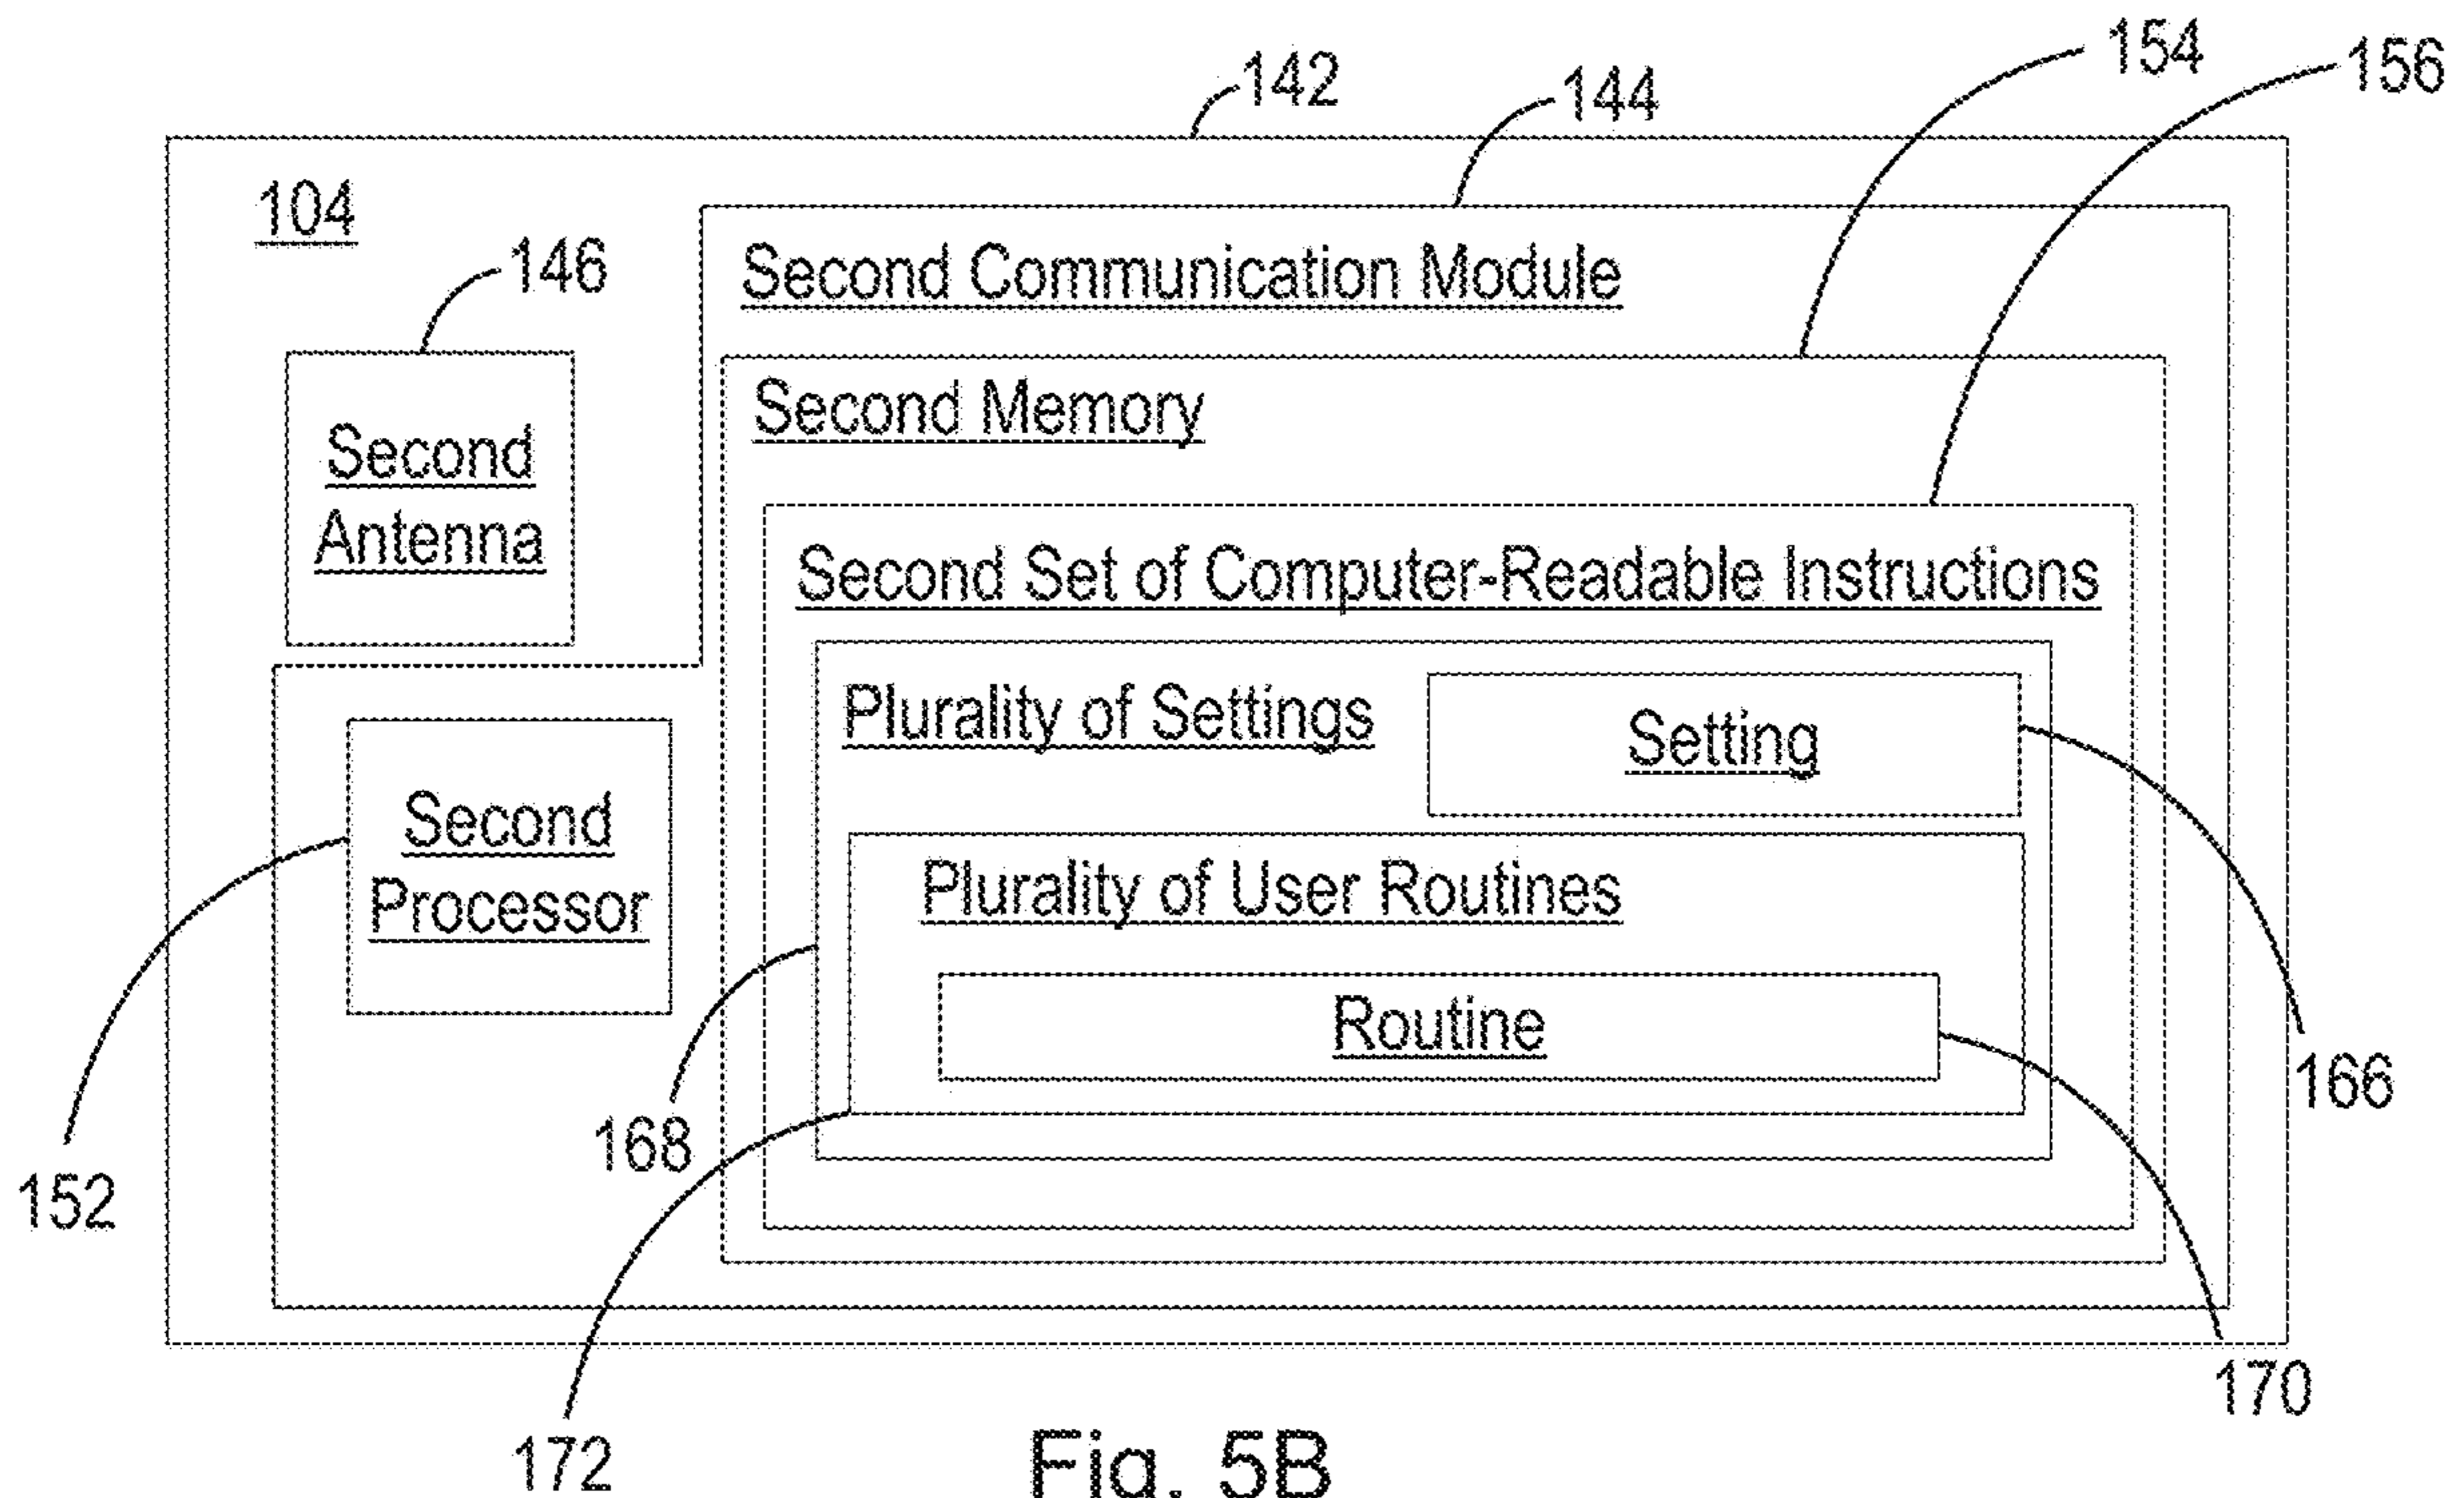 154
142
144
156
104
146
Second Communication Module
Second Memory
Second
Antenna
Second Set of Computer-Readable Instructions
Plurality of Settings
Setting
Second
Processor
Plurality of User Routines
Routine
166
168
152
170
172
Fig. 5B